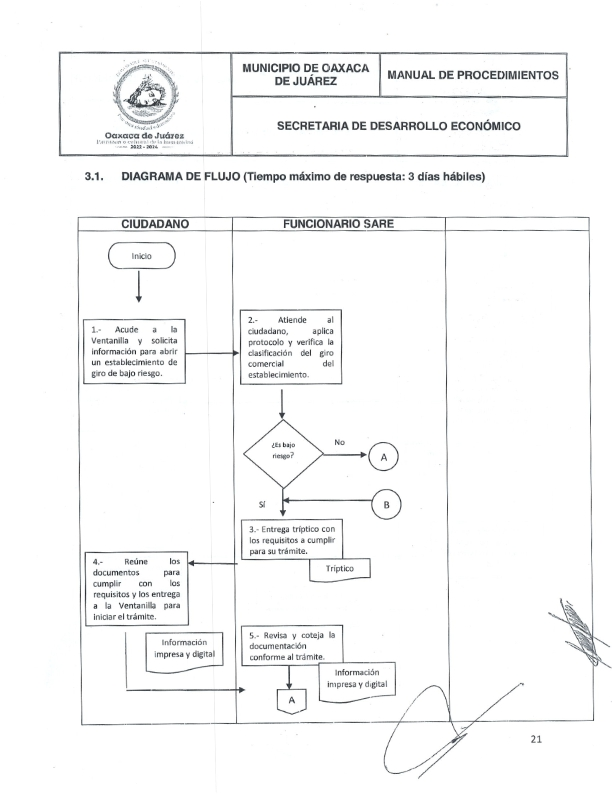 MUNICIPIO DE OAXACA
DE JUÁREZ
MANUAL DE PROCEDIMIENTOS
SECRETARIA DE DESARROLLO ECONÓMICO
Oaxaca de Juárez
2022 - 2024
3.1. DIAGRAMA DE FLUJO (Tiempo máximo de respuesta: 3 días hábiles)
CIUDADANO
FUNCIONARIO SARE
Inicio
1.- Acude a la
Ventanilla y solicita
información para abrir
un establecimiento de
giro de bajo riesgo.
2.- Atiende al
ciudadano, aplica
protocolo y verifica la
clasificación del giro
comercial del
establecimiento.
¿Es bajo
riesgo?
No
A
Sí
B
3.- Entrega tríptico con
los requisitos a cumplir
para su trámite.
Tríptico
4.- Reúne los
documentos para
cumplir con los
requisitos y los entrega
a la Ventanilla para
iniciar el trámite.
Información
impresa y digital
5.- Revisa y coteja la
documentación
conforme al trámite.
Información
impresa y digital
A
21